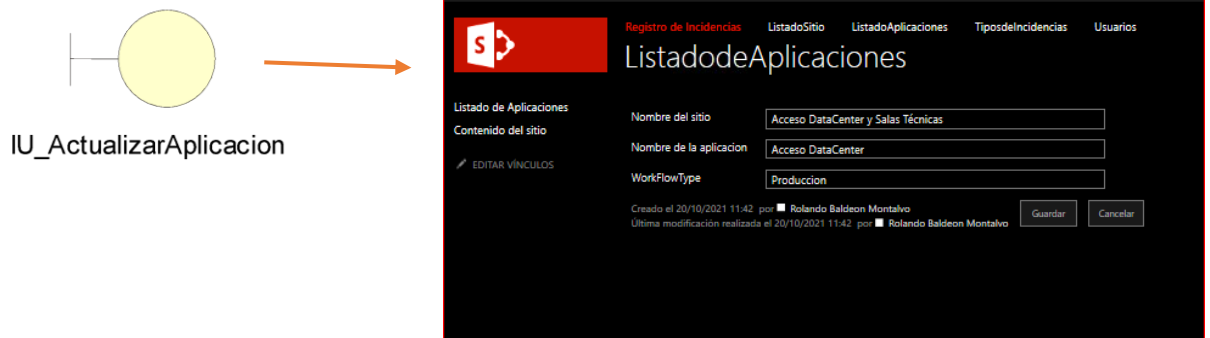 IU_ActualizarAplicacion
S
Registro de Incidencias ListadoSitio ListadoAplicaciones TiposdeIncidencias Usuarios
ListadodeAplicaciones
Listado de Aplicaciones
Contenido del sitio
EDITAR VÍNCULOS
Nombre del sitio Acceso DataCenter y Salas Técnicas
Nombre de la aplicacion Acceso DataCenter
WorkFlowType Produccion
Creado el 20/10/2021 11:42 por Rolando Baldeon Montalvo
Última modificación realizada el 20/10/2021 11:42 por Rolando Baldeon Montalvo
Guardar Cancelar